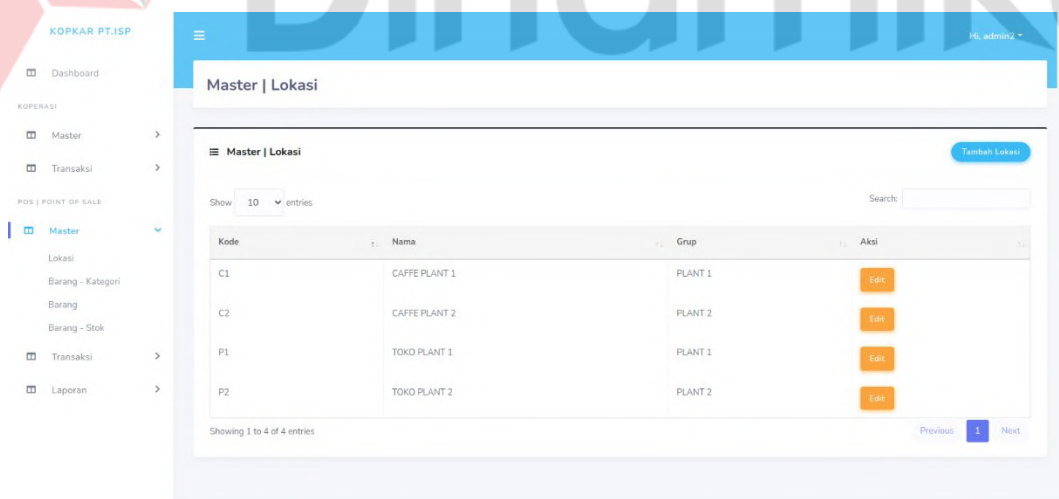 Dinamik
KOPKAR PT.ISP
Hi, admin2
Dashboard
Master | Lokasi
KOPERASI
Master
Transaksi
Master | Lokasi
Tambah Lokasi
POS | POINT OF SALE
Show 10 entries
Search:
Master
Lokasi
Barang - Kategori
Barang
Barang - Stok
Transaksi
Laporan
Kode Nama Grup Aksi
C1 CAFFE PLANT 1 PLANT 1 Edit
C2 CAFFE PLANT 2 PLANT 2 Edit
P1 TOKO PLANT 1 PLANT 1 Edit
P2 TOKO PLANT 2 PLANT 2 Edit
Showing 1 to 4 of 4 entries
Previous 1 Next